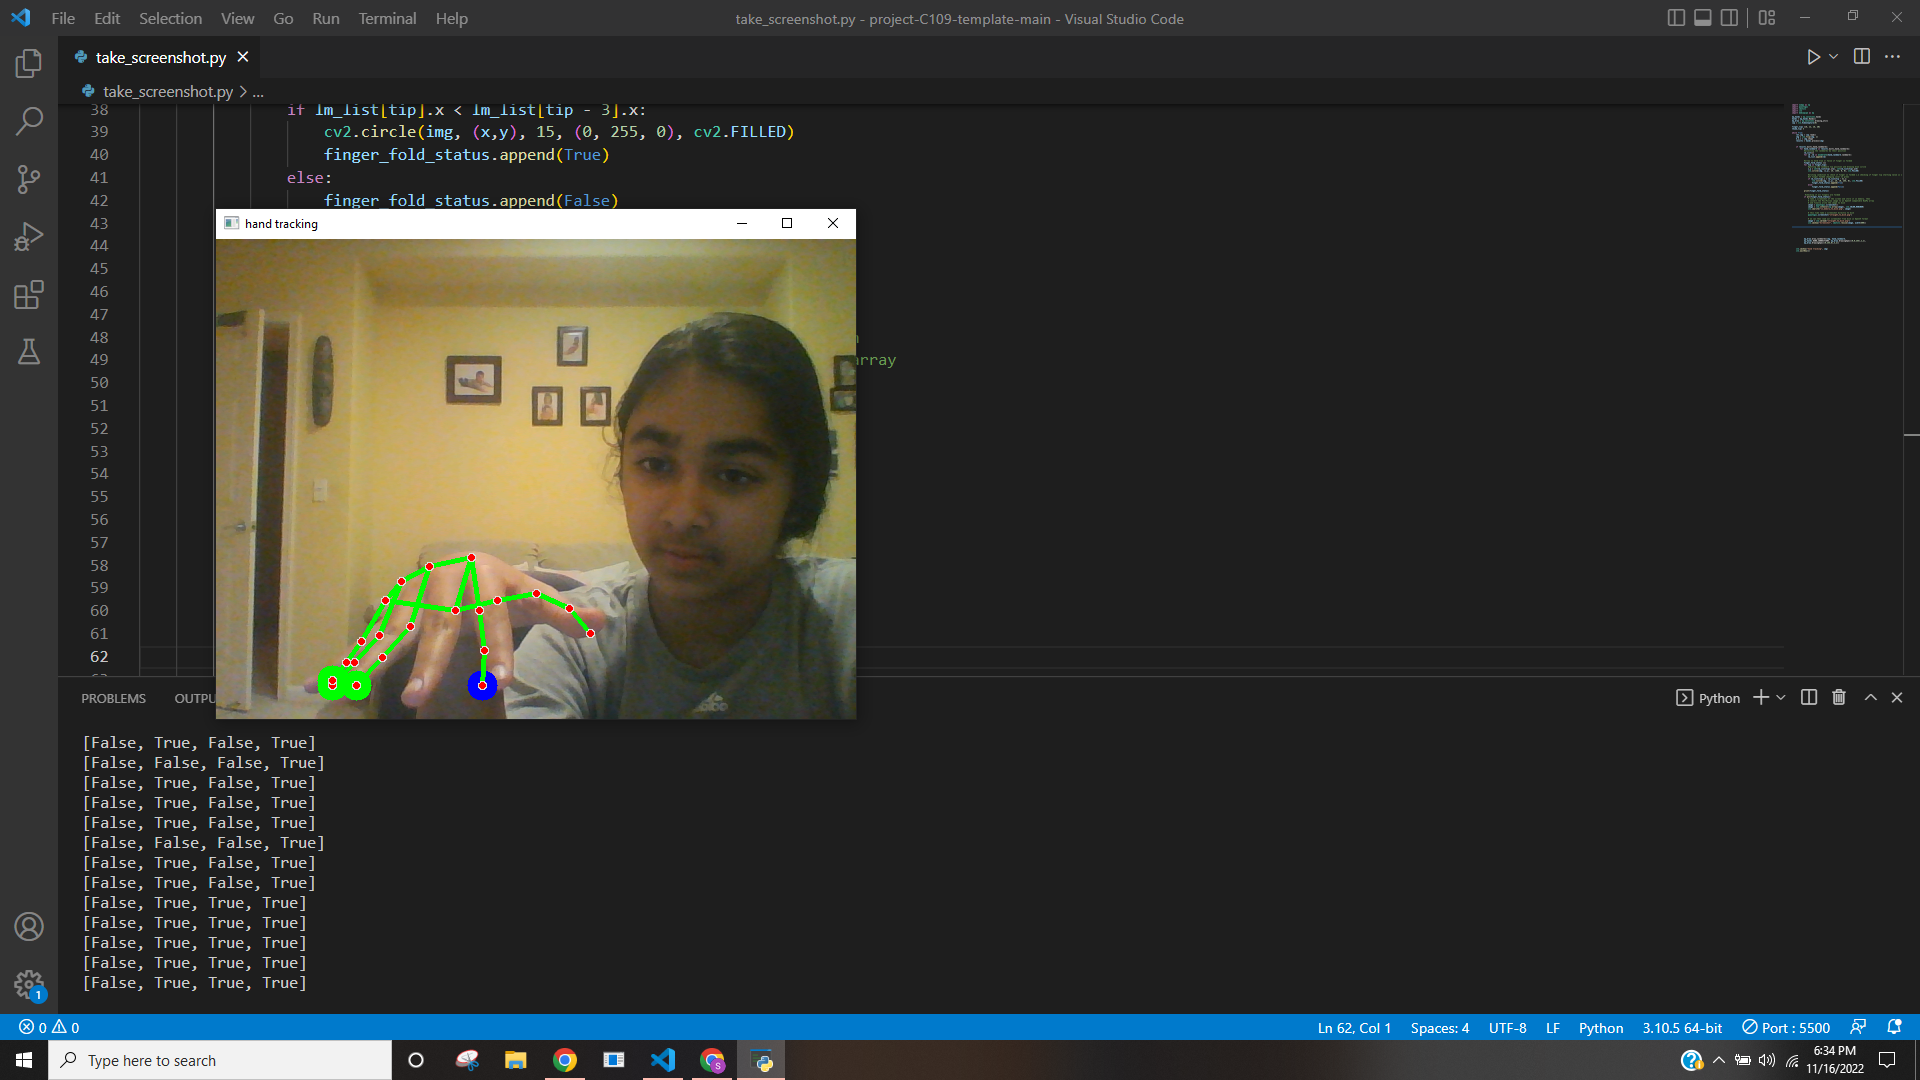 File Edit Selection View Go Run Terminal Help
take_screenshot.py - project-C109-template-main - Visual Studio Code
take_screenshot.py
take_screenshot.py > ...
38 if lm_list[tip].x < lm_list[tip - 3].x:
39 cv2.circle(img, (x,y), 15, (0, 255, 0), cv2.FILLED)
40 finger_fold_status.append(True)
41 else:
42 finger_fold_status.append(False)
43
hand tracking
44
45
46
47
48
49 array
50
51
52
53
54
55
56
57
58
59
60
61
62
PROBLEMS OUTPU
Python
[False, True, False, True]
[False, False, False, True]
[False, True, False, True]
[False, True, False, True]
[False, True, False, True]
[False, False, False, True]
[False, True, False, True]
[False, True, False, True]
[False, True, True, True]
[False, True, True, True]
[False, True, True, True]
[False, True, True, True]
[False, True, True, True]
1
0 0
Ln 62, Col 1 Spaces: 4 UTF-8 LF Python 3.10.5 64-bit Port : 5500
Type here to search
S
6:34 PM
11/16/2022